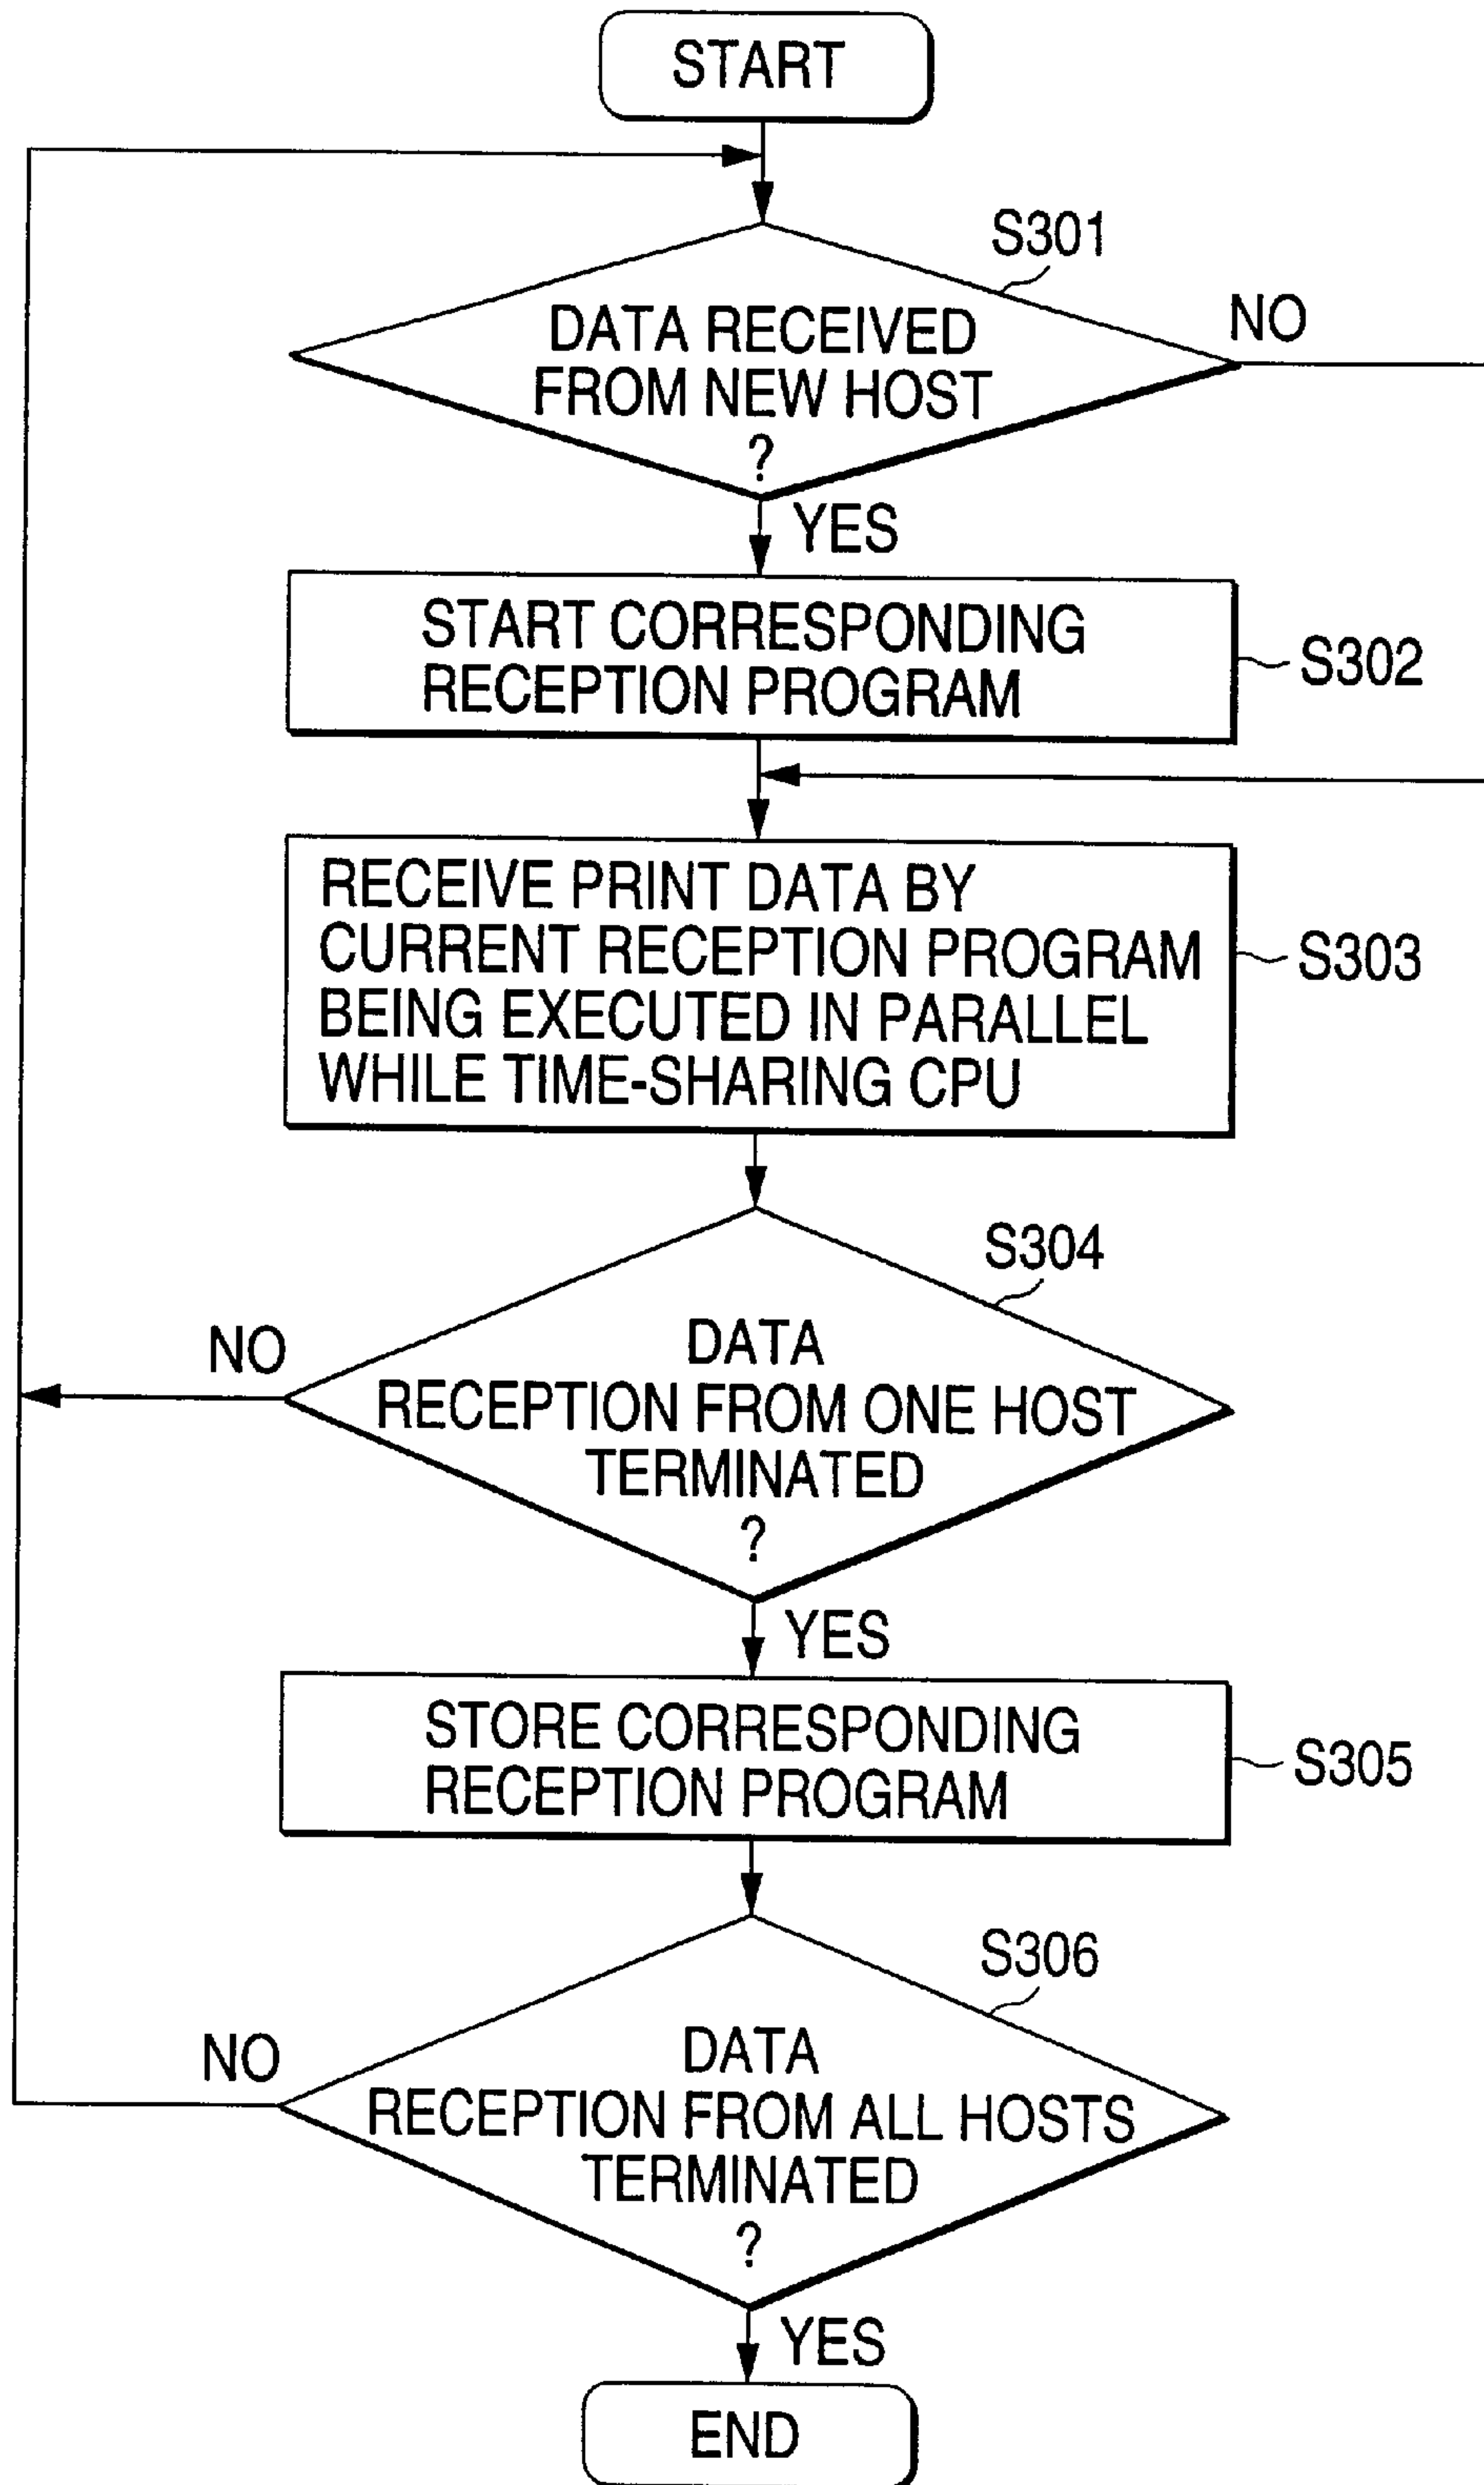 START
S301
DATA RECEIVED
FROM NEW HOST
?
NO
YES
START CORRESPONDING
RECEPTION PROGRAM
S302
RECEIVE PRINT DATA BY
CURRENT RECEPTION PROGRAM
BEING EXECUTED IN PARALLEL
WHILE TIME-SHARING CPU
S303
S304
DATA
RECEPTION FROM ONE HOST
TERMINATED
?
NO
YES
STORE CORRESPONDING
RECEPTION PROGRAM
S305
S306
DATA
RECEPTION FROM ALL HOSTS
TERMINATED
?
NO
YES
END